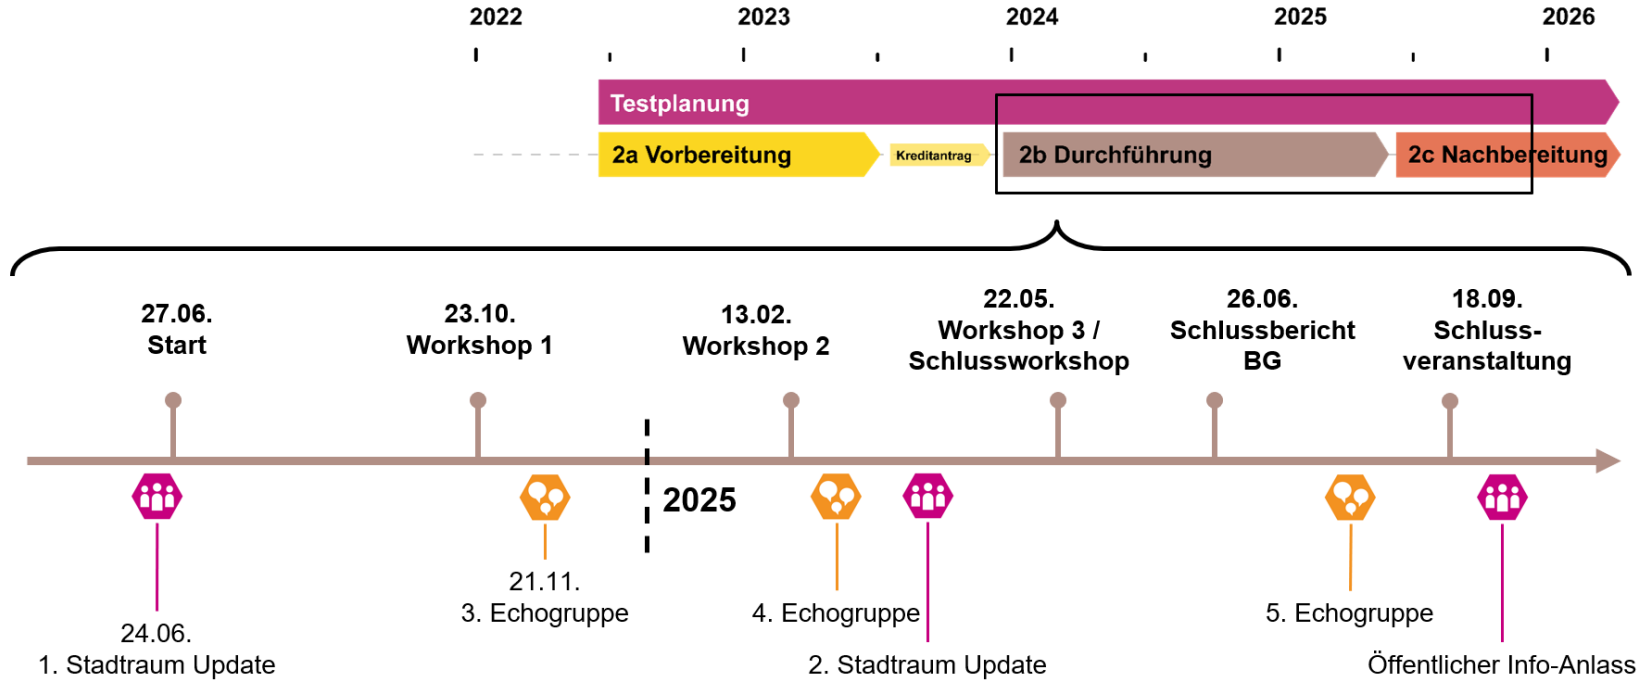 2022
2023
2024
2025
2026
Testplanung
2a Vorbereitung
Kreditantrag
2b Durchführung
2c Nachbereitung
27.06.
Start
23.10.
Workshop 1
13.02.
Workshop 2
22.05.
Workshop 3 /
Schlussworkshop
26.06.
Schlussbericht
BG
18.09.
Schluss-
veranstaltung
2025
24.06.
1. Stadtraum Update
21.11.
3. Echogruppe
4. Echogruppe
2. Stadtraum Update
5. Echogruppe
Öffentlicher Info-Anlass